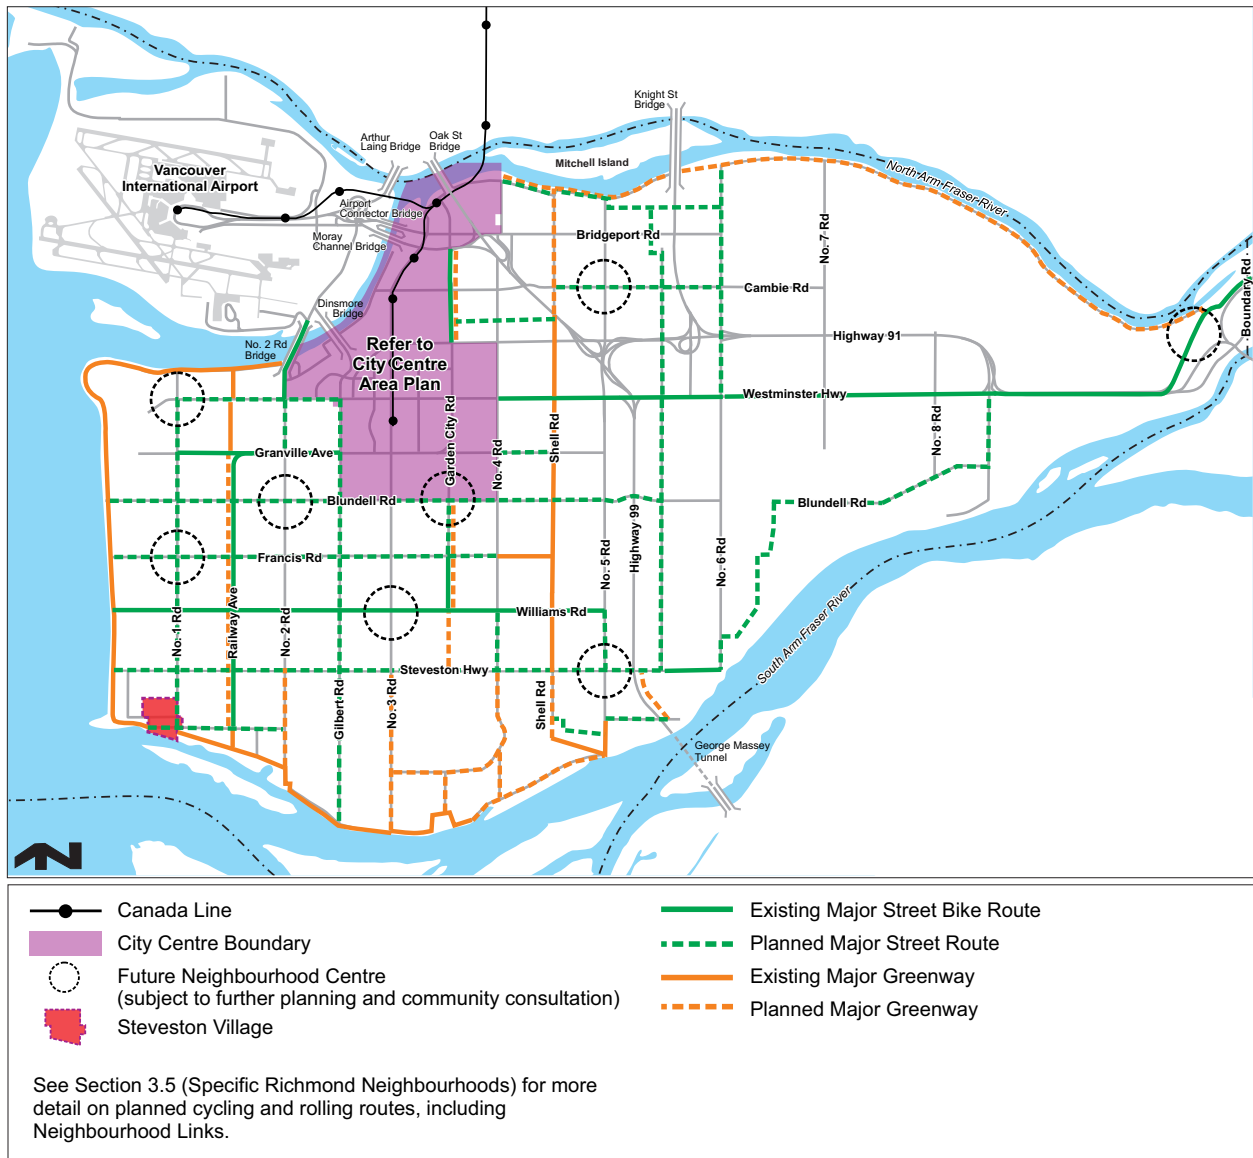 Knight St
Bridge
Arthur
Laing Bridge
Oak St
Bridge
Mitchell Island
North Arm Fraser River
Vancouver
International Airport
Airport
Connector Bridge
Moray
Channel Bridge
Bridgeport Rd
No. 7 Rd
Boundary Rd
Cambie Rd
Dinsmore
Bridge
No. 2 Rd
Bridge
Highway 91
Refer to
City Centre
Area Plan
Westminster Hwy
Garden City Rd
No. 4 Rd
Shell Rd
No. 8 Rd
Granville Ave
Blundell Rd
Blundell Rd
Highway 99
No. 5 Rd
No. 6 Rd
Francis Rd
No. 1 Rd
Railway Ave
No. 2 Rd
Williams Rd
South Arm Fraser River
Steveston Hwy
Gilbert Rd
No. 3 Rd
Shell Rd
George Massey
Tunnel
Canada Line
City Centre Boundary
Future Neighbourhood Centre
(subject to further planning and community consultation)
Steveston Village
Existing Major Street Bike Route
Planned Major Street Route
Existing Major Greenway
Planned Major Greenway
See Section 3.5 (Specific Richmond Neighbourhoods) for more
detail on planned cycling and rolling routes, including
Neighbourhood Links.